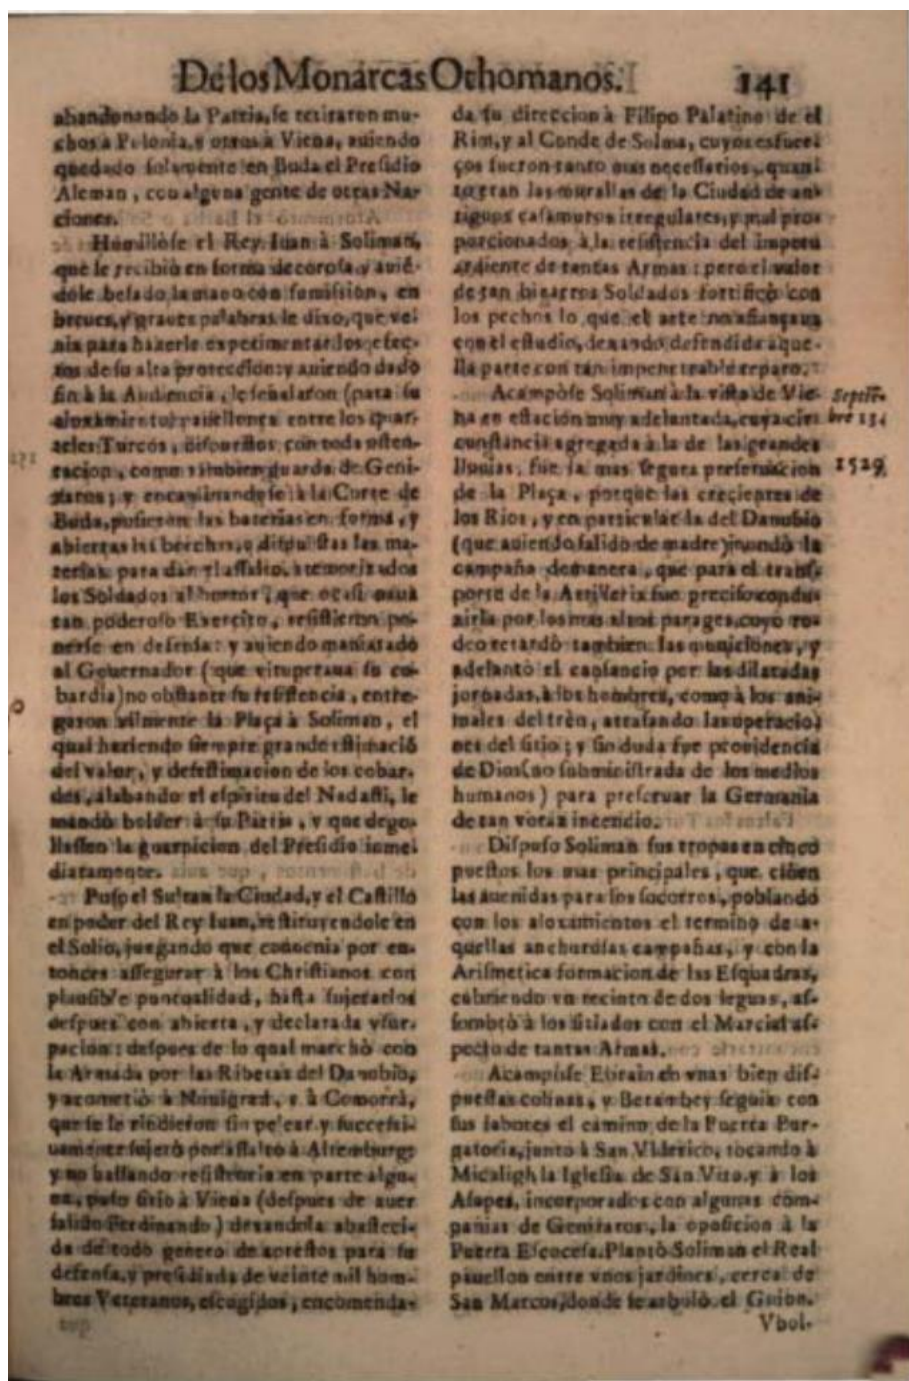 De los Monarcas Othomanos. 141
abandonando la Patria, se retiraron mu-
chos à Polonia, y otros à Viena, auiendo
quedado solamente en Buda el Presidio
Aleman, con alguna gente de otras Na-
ciones.
Humillòse el Rey Iuan à Soliman,
que le recibiò en forma decorosa, y auiè-
dole besado la mano con sumission, en
breues, y graues palabras le dixo, que ve-
nia para hazerle experimentar los efec-
tos de su alta proteccion: y auiendo dado
fin à la Audiencia, le señalaron (para su
aloxamiento) pauellones entre los quar-
teles Turcos, dispuestos con toda osten-
tacion, como tambien guarda de Geni-
zaros; y encaminandose à la Corte de
Buda, pusieron las baterias en forma, y
abiertas las brechas, y dispuestas las ma-
terias para dar el assalto, atemorizados
los Soldados al horror, que ocasionaua
tan poderoso Exercito, resistieron po-
nerse en defensa: y auiendo maniatado
al Gouernador (que vituperaua su co-
bardia) no obstante su resistencia, entre-
garon vilmente la Plaça à Soliman, el
qual haziendo siempre grande estimaciõ
del valor, y desestimacion de los cobar-
des, alabando el espiritu del Nadasti, le
mandò bolver à su Patria, y que dego-
llassen la guarnicion del Presidio inme-
diatamente.
Puso el Sultan la Ciudad, y el Castillo
en poder del Rey Iuan, restituyendole en
el Solio, juzgando que conuenia por en-
tonces assegurar à los Christianos con
plausible puntualidad, hasta sujetarlos
despues con abierta, y declarada vsur-
pacion: despues de lo qual marchò con
la Armada por las Riberas del Danubio,
y acometiò à Nouigrad, y à Comorra,
que se le rindieron sin pelear, y successi-
uamente sujetò por assalto à Altemburg:
y no hallando resistencia en parte algu-
na, puso sitio à Viena (despues de auer
salido Ferdinando) dexandola abasteci-
da de todo genero de aprestos para su
defensa, y presidiada de veinte mil hom-
bres Veteranos, escogidos, encomenda-
da su direccion à Filipo Palatino de el
Rim, y al Conde de Solma, cuyos esfuer-
ços fueron tanto mas necessarios, quan-
to eran las murallas de la Ciudad de an-
tiguos casamuros irregulares, y mal pro-
porcionados à la resistencia del impetu
ardiente de tantas Armas: pero el valor
de tan bizarros Soldados fortificò con
los pechos lo que el arte no afiançaua
con el estudio, dexando defendida aque-
lla parte con tan impenetrable reparo.
Acampòse Soliman à la vista de Vie-
na en estacion muy adelantada, cuya cir-
cunstancia agregada à la de las grandes
lluuias, fue la mas segura preseruacion
de la Plaça, porque las crecientes de
los Rios, y en particular la del Danubio
(que auiendo salido de madre) inundò la
campaña de manera, que para el trans-
porte de la Artilleria fue preciso condu-
zirla por los mas altos parages, cuyo ro-
deo retardò tambien las municiones, y
adelantò el cansancio por las dilatadas
jornadas, à los hombres, como à los ani-
males del trèn, atrasando las operacio-
nes del sitio; y sin duda fue prouidencia
de Dios (no subministrada de los medios
humanos) para preseruar la Germania
de tan voraz incendio.
Dispuso Soliman sus tropas en cinco
puestos los mas principales, que ciñen
las auenidas para los socorros, poblando
con los aloxamientos el termino de a-
quellas anchurosas campañas, y con la
Arismetica formacion de las Esquadras,
cubriendo vn recinto de dos leguas, as-
sombrò à los sitiados con el Marcial as-
pecto de tantas Armas.
Acampòse Ebrain en vnas bien dis-
puestas colinas, y Berambey seguia con
sus labores el camino de la Puerta Pur-
gatoria, junto à San Vlderico, tocando à
Micaligh la Iglesia de San Vito, y à los
Asapes, incorporados con algunas com-
pañias de Genizaros, la oposicion à la
Puerta Escocesa. Plantò Soliman el Real
pauellon entre vnos jardines, cerca de
San Marcos, donde se arbolò el Guion.
Vbol-
Septiẽ-
bre 13.
1529.